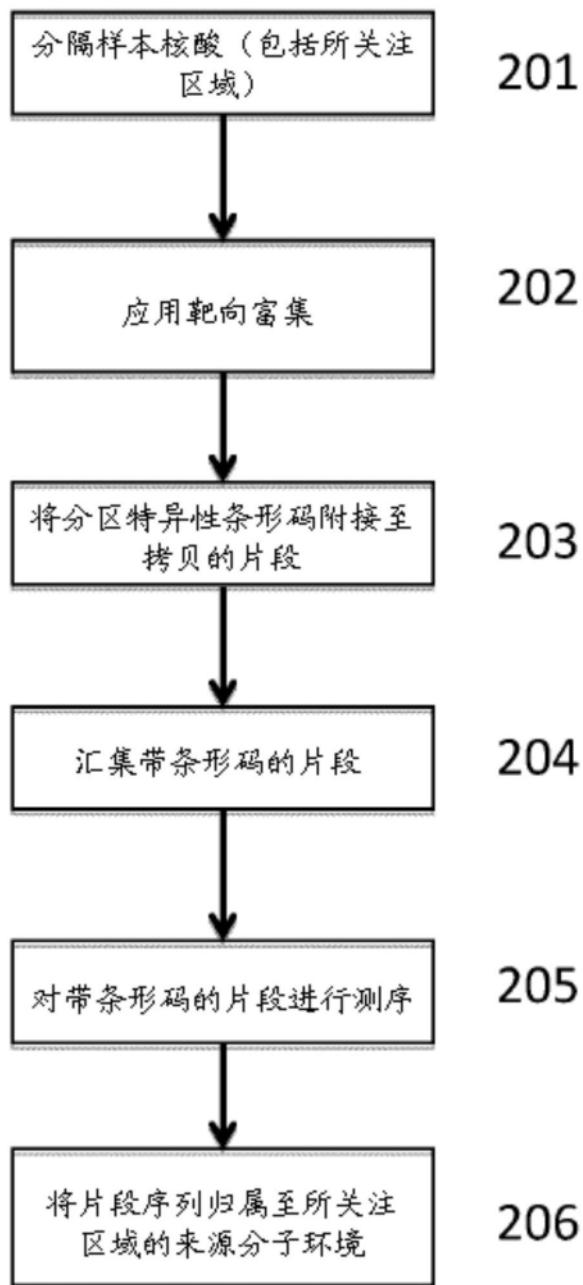 分隔样本核酸（包括所关注
区域）
201
应用靶向富集
202
将分区特异性条形码附接至
拷贝的片段
203
汇集带条形码的片段
204
对带条形码的片段进行测序
205
将片段序列归属至所关注
区域的来源分子环境
206